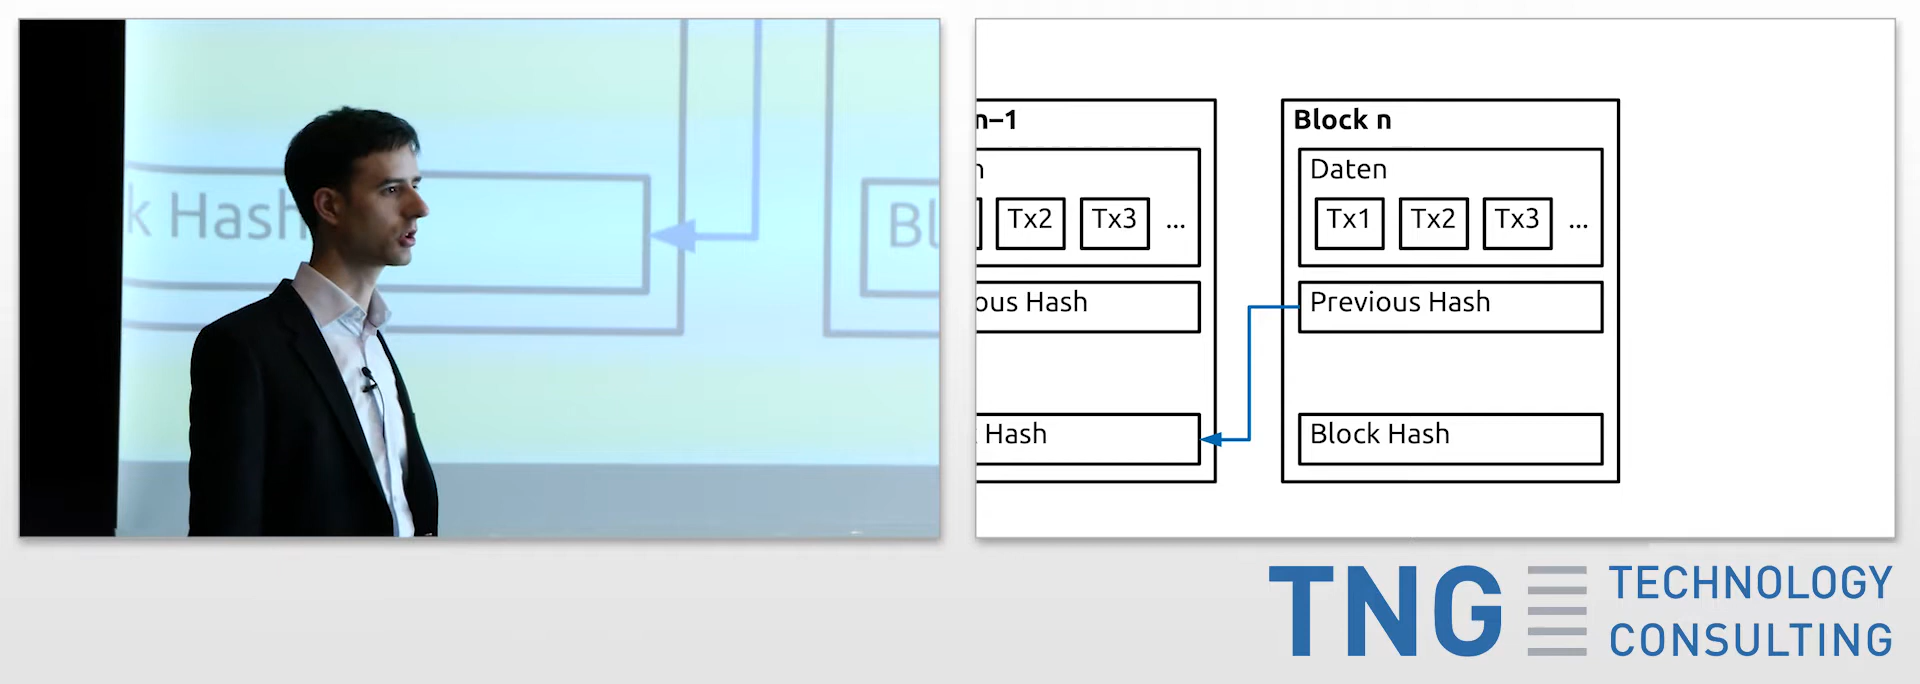 k Hash
Bl
n–1
n
Tx2
Tx3
...
ous Hash
Hash
Block n
Daten
Tx1
Tx2
Tx3
...
Previous Hash
Block Hash
TNG TECHNOLOGY
CONSULTING